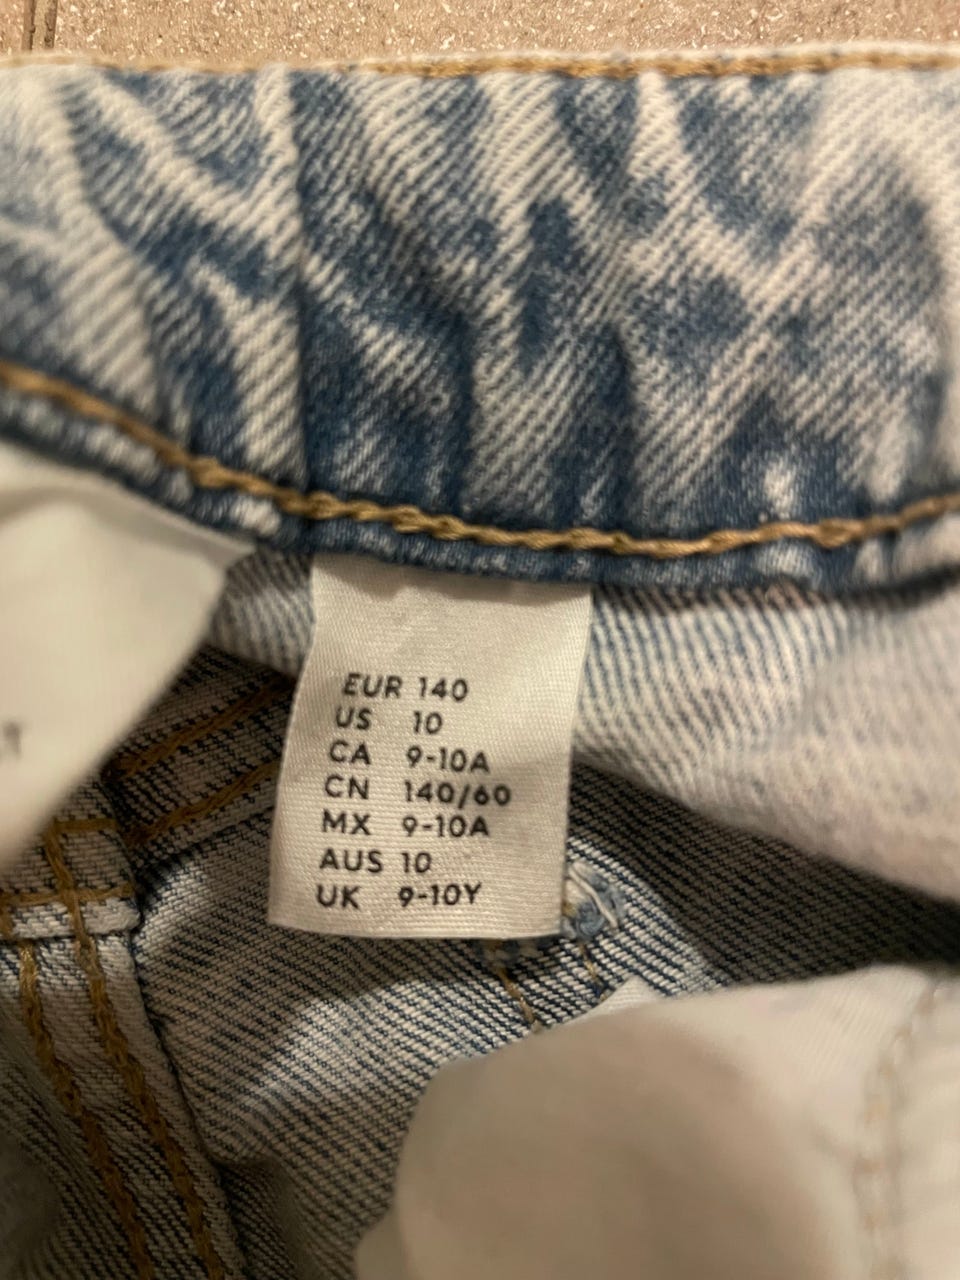 EUR 140
US 10
CA 9-10A
CN 140/60
MX 9-10A
AUS 10
UK 9-10Y